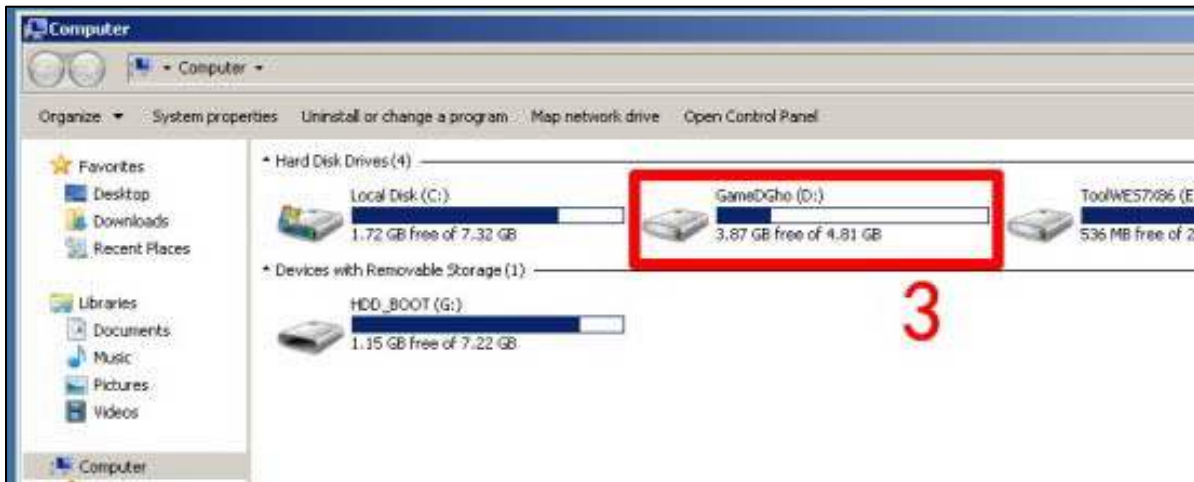 Computer
Computer
Organize System properties Uninstall or change a program Map network drive Open Control Panel
Favorites
Desktop
Downloads
Recent Places
Libraries
Documents
Music
Pictures
Videos
Computer
Hard Disk Drives (4)
Local Disk (C:)
1.72 GB free of 7.32 GB
GameDGho (D:)
3.87 GB free of 4.81 GB
ToolWES7X86 (E
536 MB free of 2
Devices with Removable Storage (1)
HDD_BOOT (G:)
1.15 GB free of 7.22 GB
3